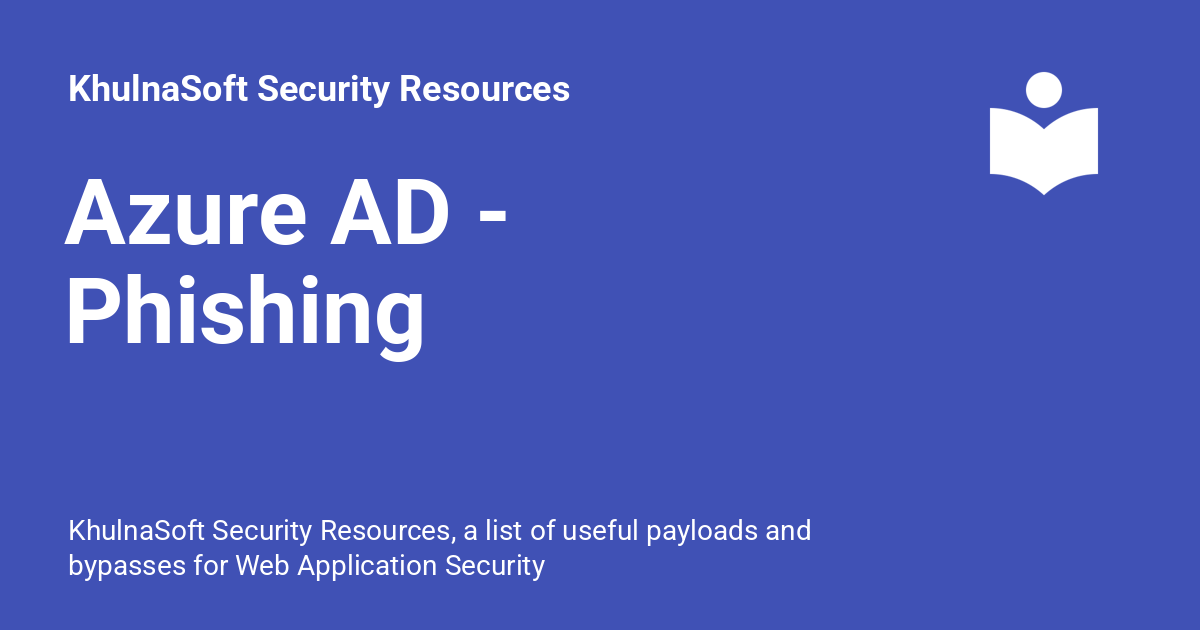 KhulnaSoft Security Resources
Azure AD -
Phishing
KhulnaSoft Security Resources, a list of useful payloads and
bypasses for Web Application Security